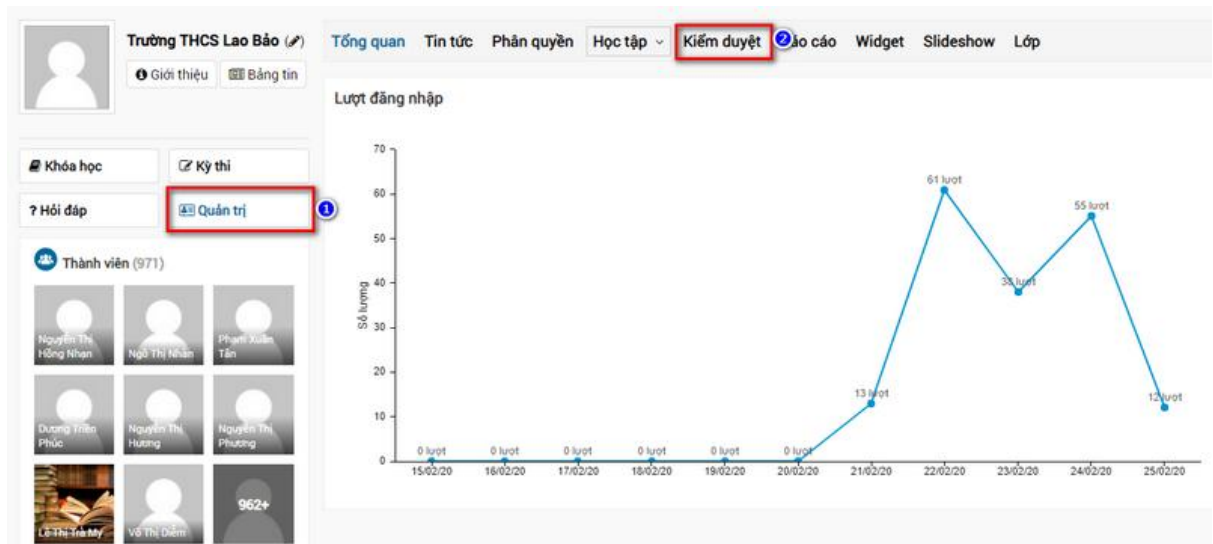 Trường THCS Lao Bảo
Giới thiệu
Bảng tin
Khóa học
Kỳ thi
? Hỏi đáp
Quản trị
1
Thành viên (971)
Nguyễn Thị
Hồng Nhạn
Ngô Thị Nhàn
Phạm Xuân
Tân
Dương Triền
Phúc
Nguyễn Thị
Hương
Nguyễn Thị
Phương
Lê Thị Trà My
Võ Thị Diễm
962+
Tổng quan Tin tức Phân quyền Học tập Kiểm duyệt 2 áo cáo Widget Slideshow Lớp
Lượt đăng nhập
Số lượng
70
60
50
40
30
20
10
0
0 lượt
0 lượt
0 lượt
0 lượt
0 lượt
0 lượt
13 lượt
61 lượt
38 lượt
55 lượt
12 lượt
15/02/20 16/02/20 17/02/20 18/02/20 19/02/20 20/02/20 21/02/20 22/02/20 23/02/20 24/02/20 25/02/20